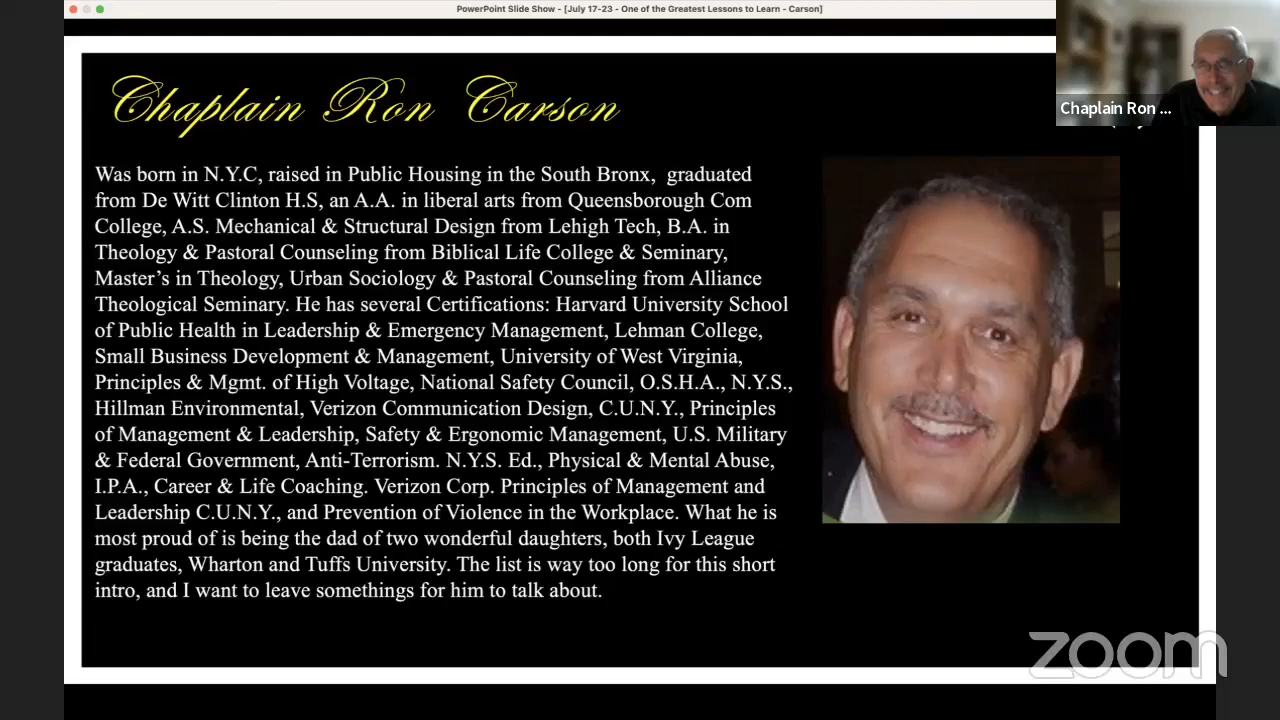 PowerPoint Slide Show - [July 17-23 - One of the Greatest Lessons to Learn - Carson]
Chaplain Ron ...
Chaplain Ron Carson
Was born in N.Y.C, raised in Public Housing in the South Bronx, graduated
from De Witt Clinton H.S, an A.A. in liberal arts from Queensborough Com
College, A.S. Mechanical & Structural Design from Lehigh Tech, B.A. in
Theology & Pastoral Counseling from Biblical Life College & Seminary,
Master’s in Theology, Urban Sociology & Pastoral Counseling from Alliance
Theological Seminary. He has several Certifications: Harvard University School
of Public Health in Leadership & Emergency Management, Lehman College,
Small Business Development & Management, University of West Virginia,
Principles & Mgmt. of High Voltage, National Safety Council, O.S.H.A., N.Y.S.,
Hillman Environmental, Verizon Communication Design, C.U.N.Y., Principles
of Management & Leadership, Safety & Ergonomic Management, U.S. Military
& Federal Government, Anti-Terrorism. N.Y.S. Ed., Physical & Mental Abuse,
I.P.A., Career & Life Coaching. Verizon Corp. Principles of Management and
Leadership C.U.N.Y., and Prevention of Violence in the Workplace. What he is
most proud of is being the dad of two wonderful daughters, both Ivy League
graduates, Wharton and Tuffs University. The list is way too long for this short
intro, and I want to leave somethings for him to talk about.
zoom